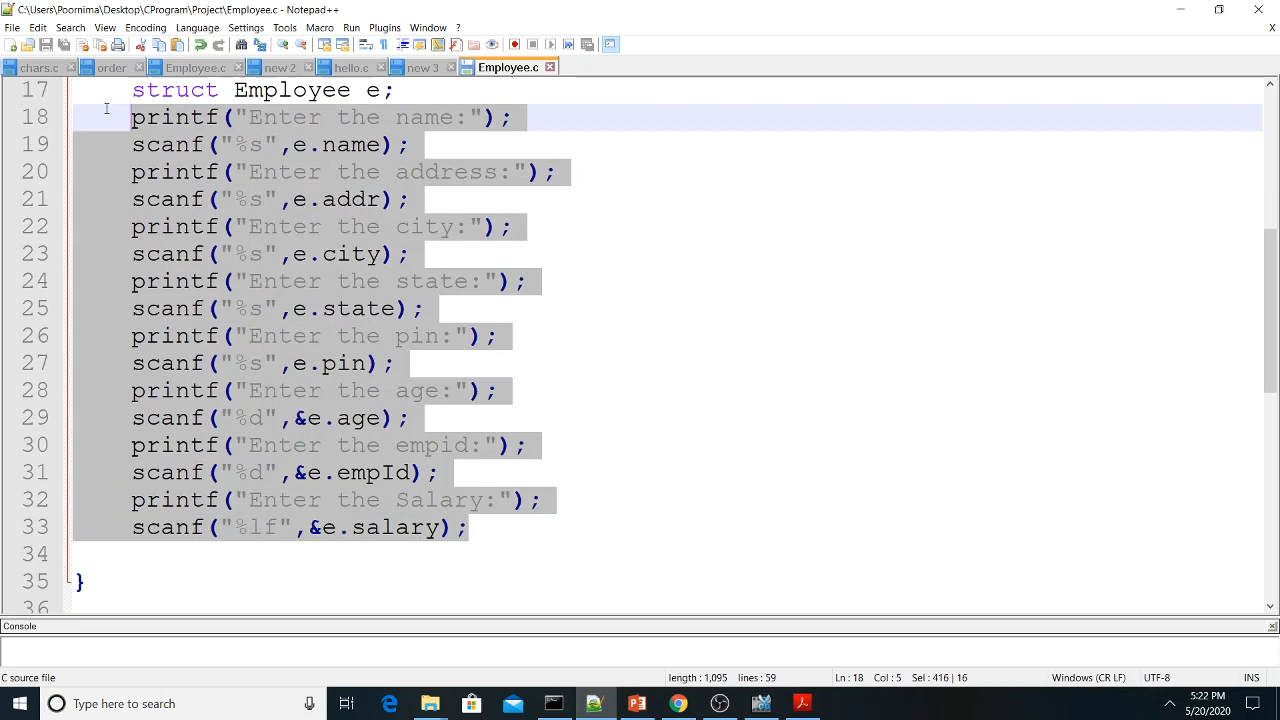 C:\Users\Poornima\Desktop\CProgram\Project\Employee.c - Notepad++
File Edit Search View Encoding Language Settings Tools Macro Run Plugins Window ? X
chars.c order Employee.c new 2 hello.c new 3 Employee.c
17 struct Employee e;
18 printf("Enter the name:");
19 scanf("%s",e.name);
20 printf("Enter the address:");
21 scanf("%s",e.addr);
22 printf("Enter the city:");
23 scanf("%s",e.city);
24 printf("Enter the state:");
25 scanf("%s",e.state);
26 printf("Enter the pin:");
27 scanf("%s",e.pin);
28 printf("Enter the age:");
29 scanf("%d",&e.age);
30 printf("Enter the empid:");
31 scanf("%d",&e.empId);
32 printf("Enter the Salary:");
33 scanf("%lf",&e.salary);
34
35 }
36
Console
C source file length : 1,095 lines : 59 Ln : 18 Col : 5 Sel : 416 | 16 Windows (CR LF) UTF-8 INS
Type here to search
5:22 PM
5/20/2020